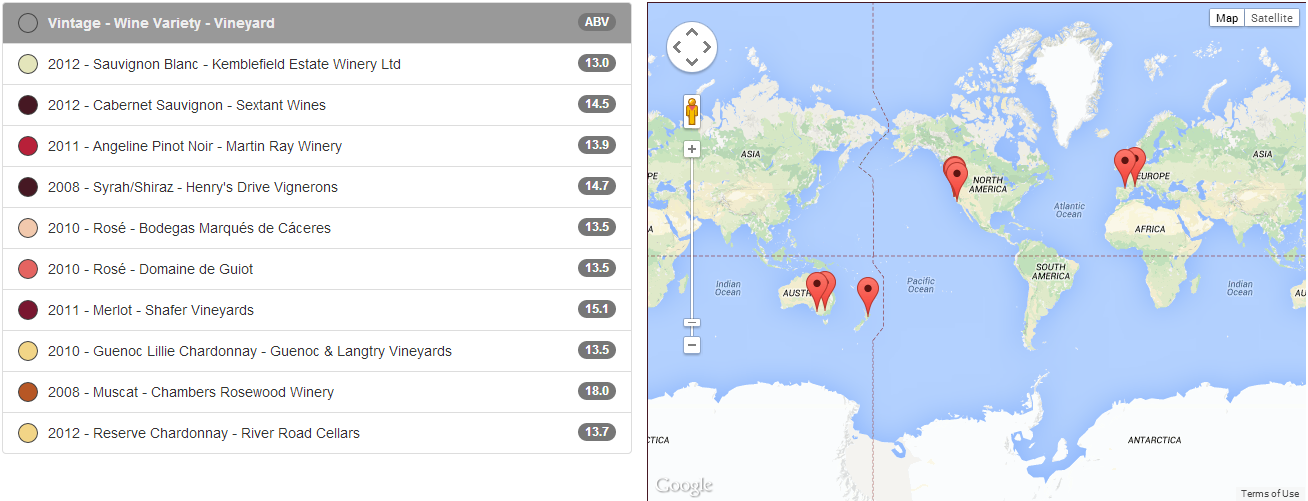 Vintage - Wine Variety - Vineyard ABV
2012 - Sauvignon Blanc - Kemblefield Estate Winery Ltd 13.0
2012 - Cabernet Sauvignon - Sextant Wines 14.5
2011 - Angeline Pinot Noir - Martin Ray Winery 13.9
2008 - Syrah/Shiraz - Henry's Drive Vignerons 14.7
2010 - Rosé - Bodegas Marqués de Cáceres 13.5
2010 - Rosé - Domaine de Guiot 13.5
2011 - Merlot - Shafer Vineyards 15.1
2010 - Guenoc Lillie Chardonnay - Guenoc & Langtry Vineyards 13.5
2008 - Muscat - Chambers Rosewood Winery 18.0
2012 - Reserve Chardonnay - River Road Cellars 13.7
Map Satellite
ASIA
ASIA
PE
NORTH
AMERICA
EUROPE
Atlantic
Ocean
AFRICA
SOUTH
AMERICA
Indian
Ocean
AUST
Pacific
Ocean
Indian
Ocean
CTICA
ANTARCTICA
Google
Terms of Use